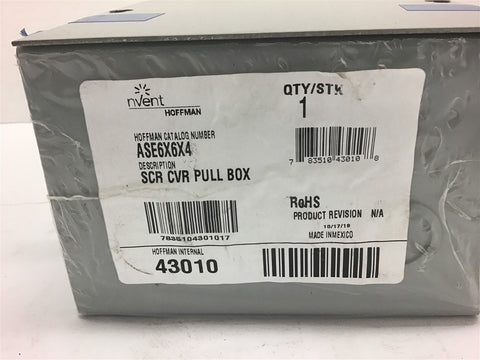 nVent
HOFFMAN
QTY/STK
1
HOFFMAN CATALOG NUMBER
ASE6X6X4
DESCRIPTION
SCR CVR PULL BOX
7 83510 43010 8
RoHS
PRODUCT REVISION N/A
10/17/19
MADE IN MEXICO
7835104301017
HOFFMAN INTERNAL
43010